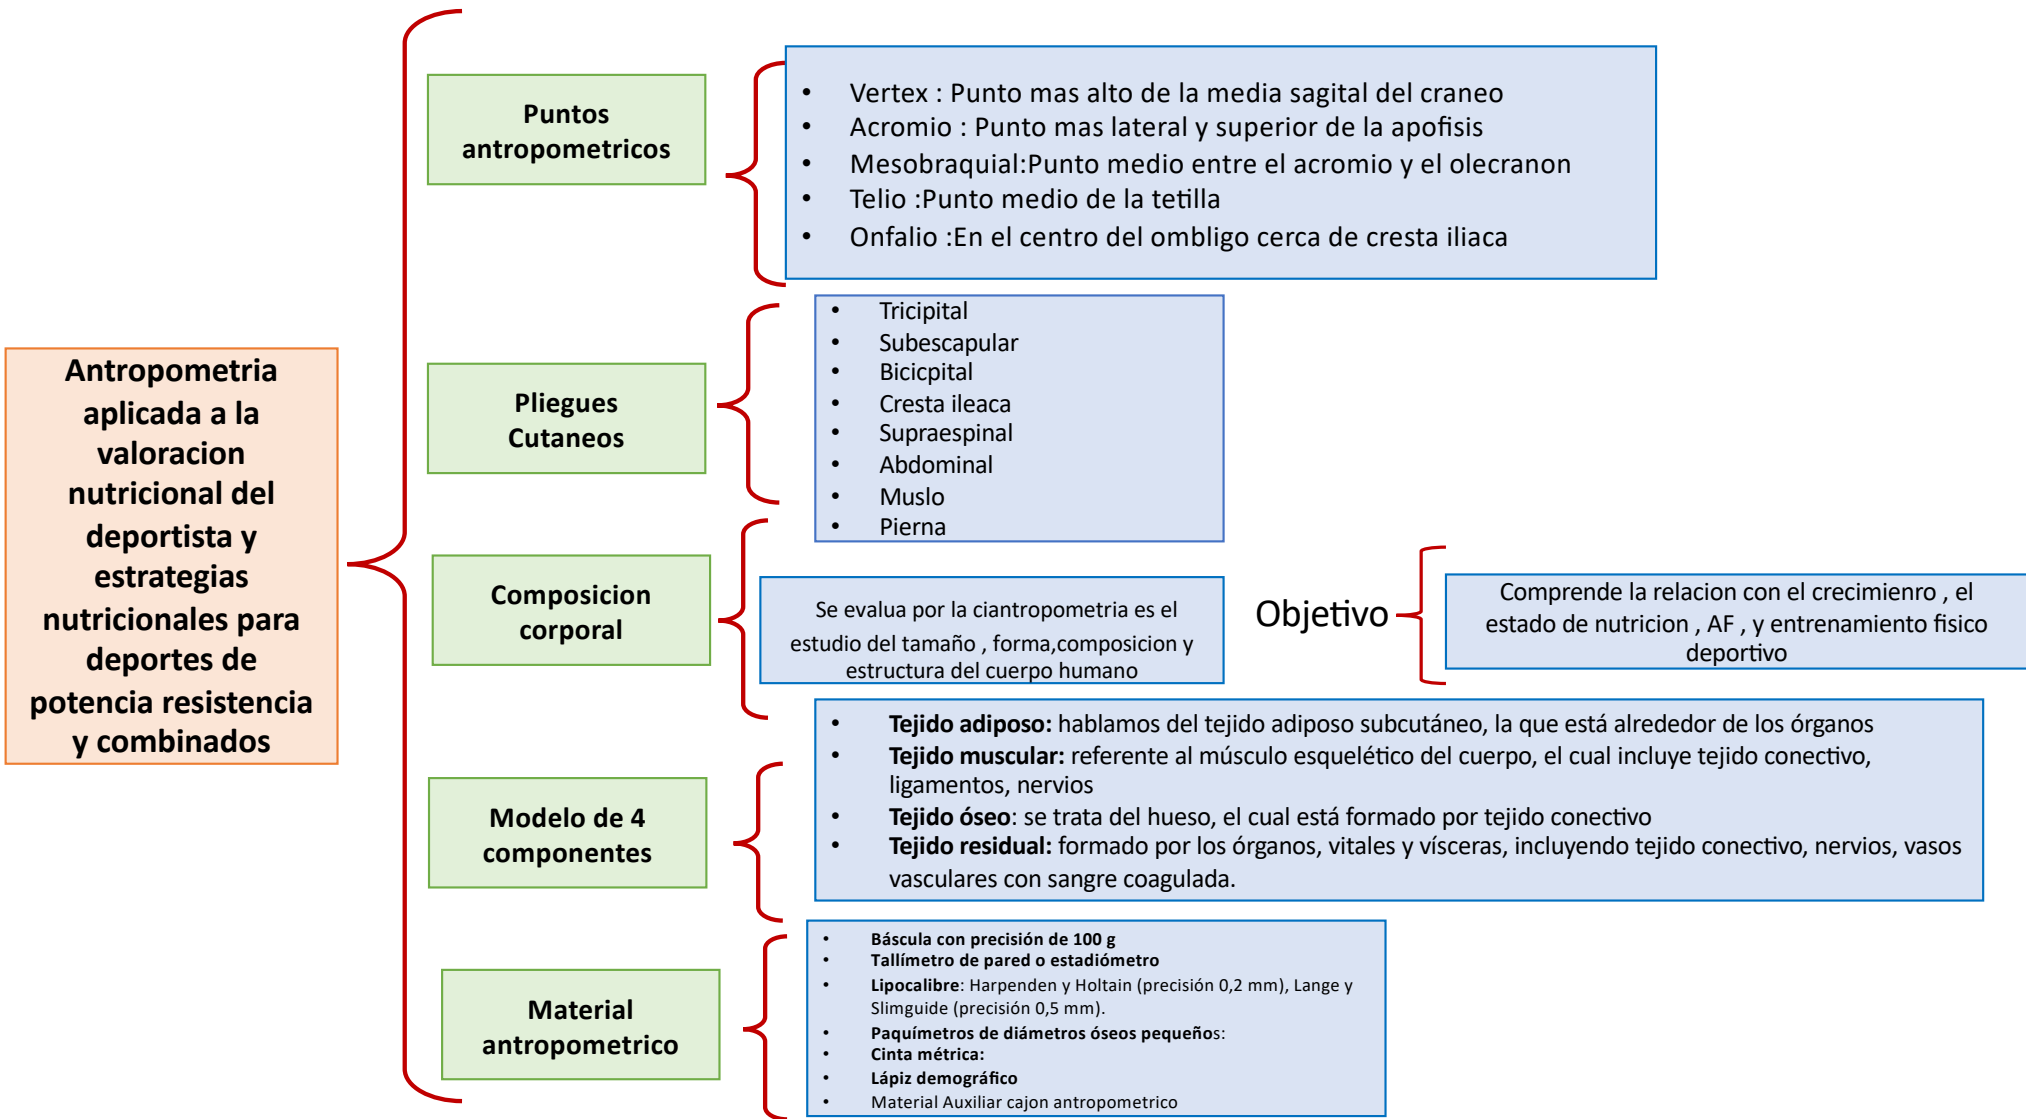 Antropometria
aplicada a la
valoracion
nutricional del
deportista y
estrategias
nutricionales para
deportes de
potencia resistencia
y combinados
Puntos
antropometricos
• Vertex : Punto mas alto de la media sagital del craneo
• Acromio : Punto mas lateral y superior de la apofisis
• Mesobraquial:Punto medio entre el acromio y el olecranon
• Telio :Punto medio de la tetilla
• Onfalio :En el centro del ombligo cerca de cresta iliaca
Pliegues
Cutaneos
• Tricipital
• Subescapular
• Bicicpital
• Cresta ileaca
• Supraespinal
• Abdominal
• Muslo
• Pierna
Composicion
corporal
Se evalua por la ciantropometria es el
estudio del tamaño , forma,composicion y
estructura del cuerpo humano
Objetivo
Comprende la relacion con el crecimienro , el
estado de nutricion , AF , y entrenamiento fisico
deportivo
Modelo de 4
componentes
• Tejido adiposo: hablamos del tejido adiposo subcutáneo, la que está alrededor de los órganos
• Tejido muscular: referente al músculo esquelético del cuerpo, el cual incluye tejido conectivo,
ligamentos, nervios
• Tejido óseo: se trata del hueso, el cual está formado por tejido conectivo
• Tejido residual: formado por los órganos, vitales y vísceras, incluyendo tejido conectivo, nervios, vasos
vasculares con sangre coagulada.
Material
antropometrico
• Báscula con precisión de 100 g
• Tallímetro de pared o estadiómetro
• Lipocalibre: Harpenden y Holtain (precisión 0,2 mm), Lange y
Slimguide (precisión 0,5 mm).
• Paquímetros de diámetros óseos pequeños:
• Cinta métrica:
• Lápiz demográfico
• Material Auxiliar cajon antropometrico